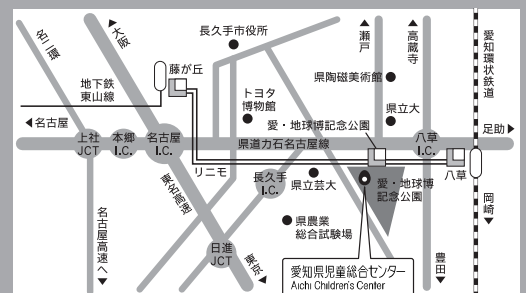 名二環
▲大阪
長久手市役所
▲瀬戸
▲高蔵寺
愛知環状鉄道
地下鉄
東山線
藤が丘
トヨタ
博物館
県陶磁美術館
県立大
◀名古屋
足助▶
愛・地球博記念公園
上社
JCT
本郷
I.C.
名古屋
I.C.
県道力石名古屋線
八草
I.C.
リニモ
長久手
I.C.
県立芸大
愛・地球博
記念公園
八草
東名高速
名古屋高速へ▼
県農業
総合試験場
岡崎▼
日進
JCT
東京▼
愛知県児童総合センター
Aichi Children's Center
豊田▼